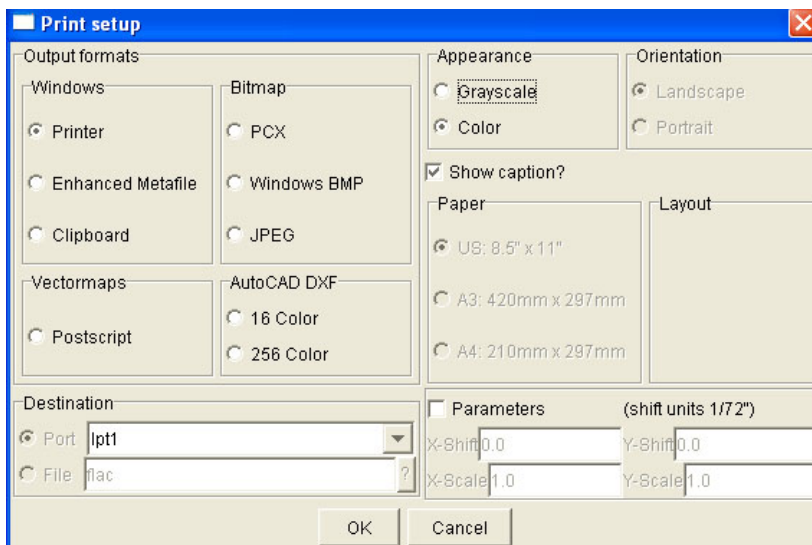 Print setup
Output formats
Windows
Printer
Enhanced Metafile
Clipboard
Bitmap
PCX
Windows BMP
JPEG
Vectormaps
Postscript
AutoCAD DXF
16 Color
256 Color
Destination
Port lpt1
File flac ?
Appearance
Grayscale
Color
Orientation
Landscape
Portrait
Show caption?
Paper
US: 8.5" x 11"
A3: 420mm x 297mm
A4: 210mm x 297mm
Layout
Parameters (shift units 1/72")
X-Shift 0.0 Y-Shift 0.0
X-Scale 1.0 Y-Scale 1.0
OK Cancel